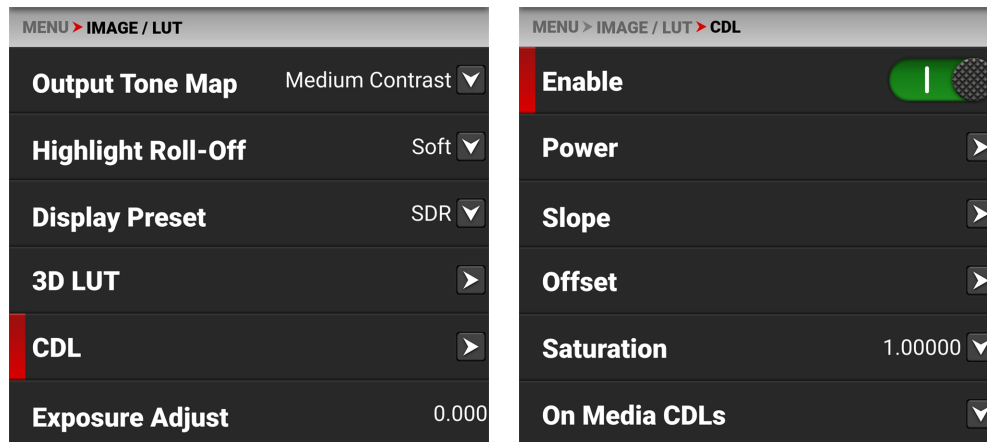 MENU > IMAGE / LUT
Output Tone Map Medium Contrast
Highlight Roll-Off Soft
Display Preset SDR
3D LUT
CDL
Exposure Adjust 0.000
MENU > IMAGE / LUT > CDL
Enable
Power
Slope
Offset
Saturation 1.00000
On Media CDLs